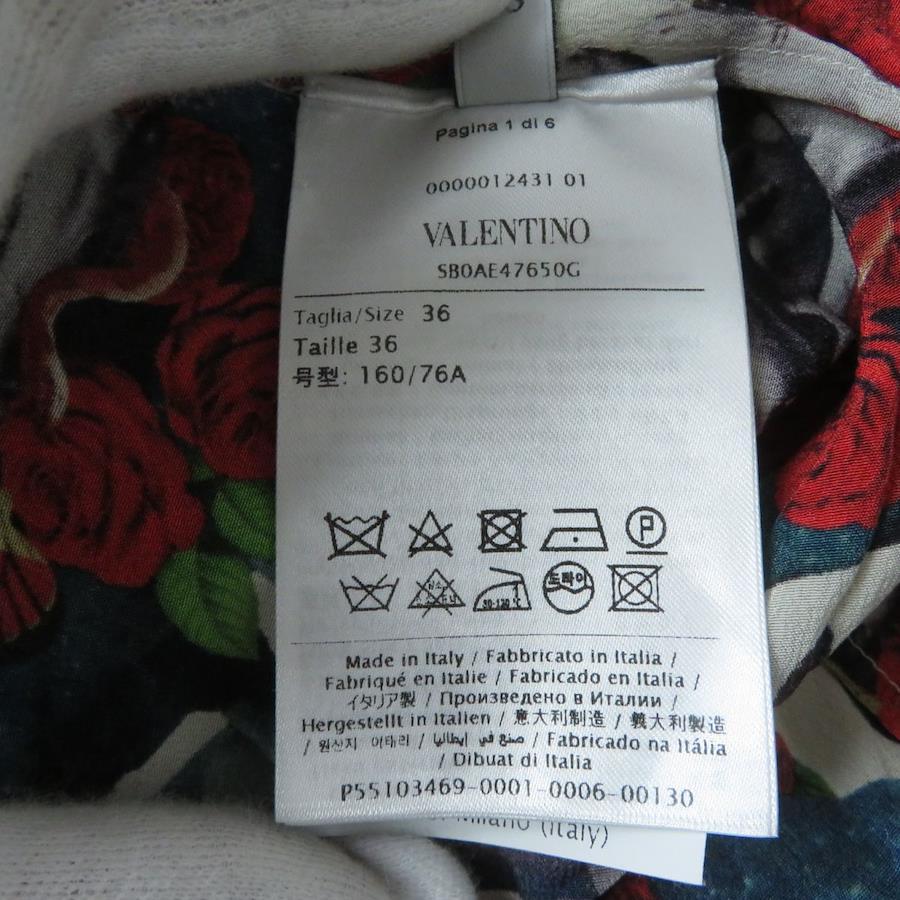 Pagina 1 di 6
0000012431 01
VALENTINO
SB0AE47650G
Taglia/Size 36
Taille 36
号型: 160/76A
P
드라이
80-120°C
Made in Italy / Fabbricato in Italia /
Fabriqué en Italie / Fabricado en Italia /
イタリア製 / Произведено в Италии /
Hergestellt in Italien / 意大利制造 / 義大利製造
/ 원산지 이태리 / صنع في إيطاليا / Fabricado na Itália
/ Dibuat di Italia
P55103469-0001-0006-00130
Milano (Italy)